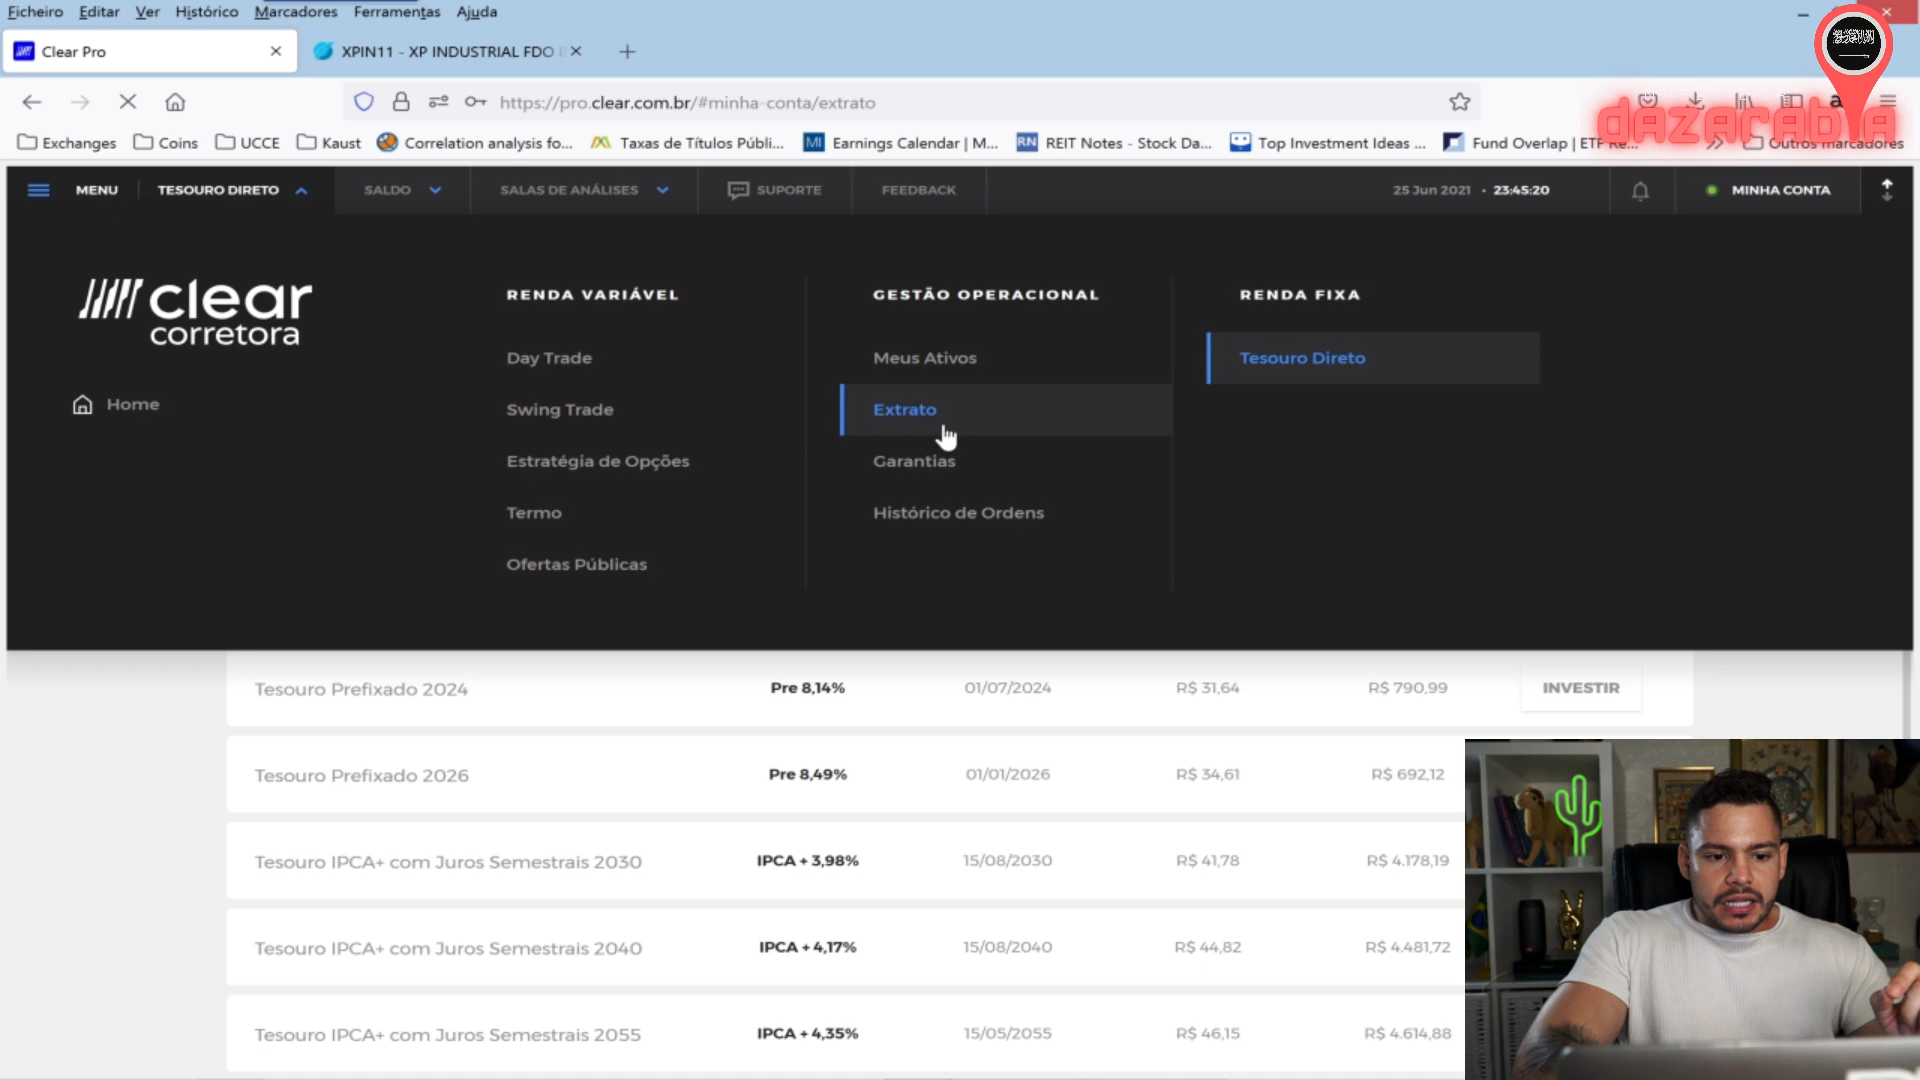 Ficheiro Editar Ver Histórico Marcadores Ferramentas Ajuda
Clear Pro
XPIN11 - XP INDUSTRIAL FDO
https://pro.clear.com.br/#minha-conta/extrato
Exchanges Coins UCCE Kaust Correlation analysis fo... Taxas de Títulos Públi... MI Earnings Calendar | M... RN REIT Notes - Stock Da... Top Investment Ideas ... Fund Overlap | ETF Re... Outros marcadores
dazarabia
MENU TESOURO DIRETO SALDO SALAS DE ANÁLISES SUPORTE FEEDBACK 25 Jun 2021 • 23:45:20 MINHA CONTA
clear
corretora
Home
RENDA VARIÁVEL
Day Trade
Swing Trade
Estratégia de Opções
Termo
Ofertas Públicas
GESTÃO OPERACIONAL
Meus Ativos
Extrato
Garantias
Histórico de Ordens
RENDA FIXA
Tesouro Direto
Tesouro Prefixado 2024 Pre 8,14% 01/07/2024 R$ 31,64 R$ 790,99 INVESTIR
Tesouro Prefixado 2026 Pre 8,49% 01/01/2026 R$ 34,61 R$ 692,12
Tesouro IPCA+ com Juros Semestrais 2030 IPCA + 3,98% 15/08/2030 R$ 41,78 R$ 4.178,19
Tesouro IPCA+ com Juros Semestrais 2040 IPCA + 4,17% 15/08/2040 R$ 44,82 R$ 4.481,72
Tesouro IPCA+ com Juros Semestrais 2055 IPCA + 4,35% 15/05/2055 R$ 46,15 R$ 4.614,88